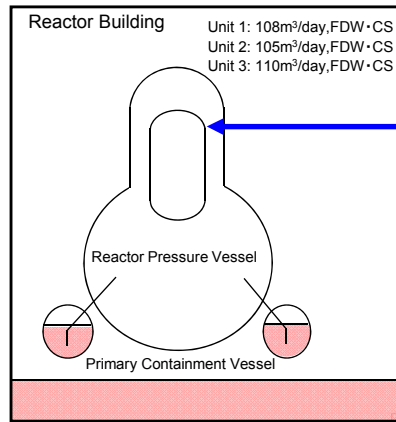 Reactor Building
Unit 1: 108m³/day,FDW・CS
Unit 2: 105m³/day,FDW・CS
Unit 3: 110m³/day,FDW・CS
Reactor Pressure Vessel
Primary Containment Vessel